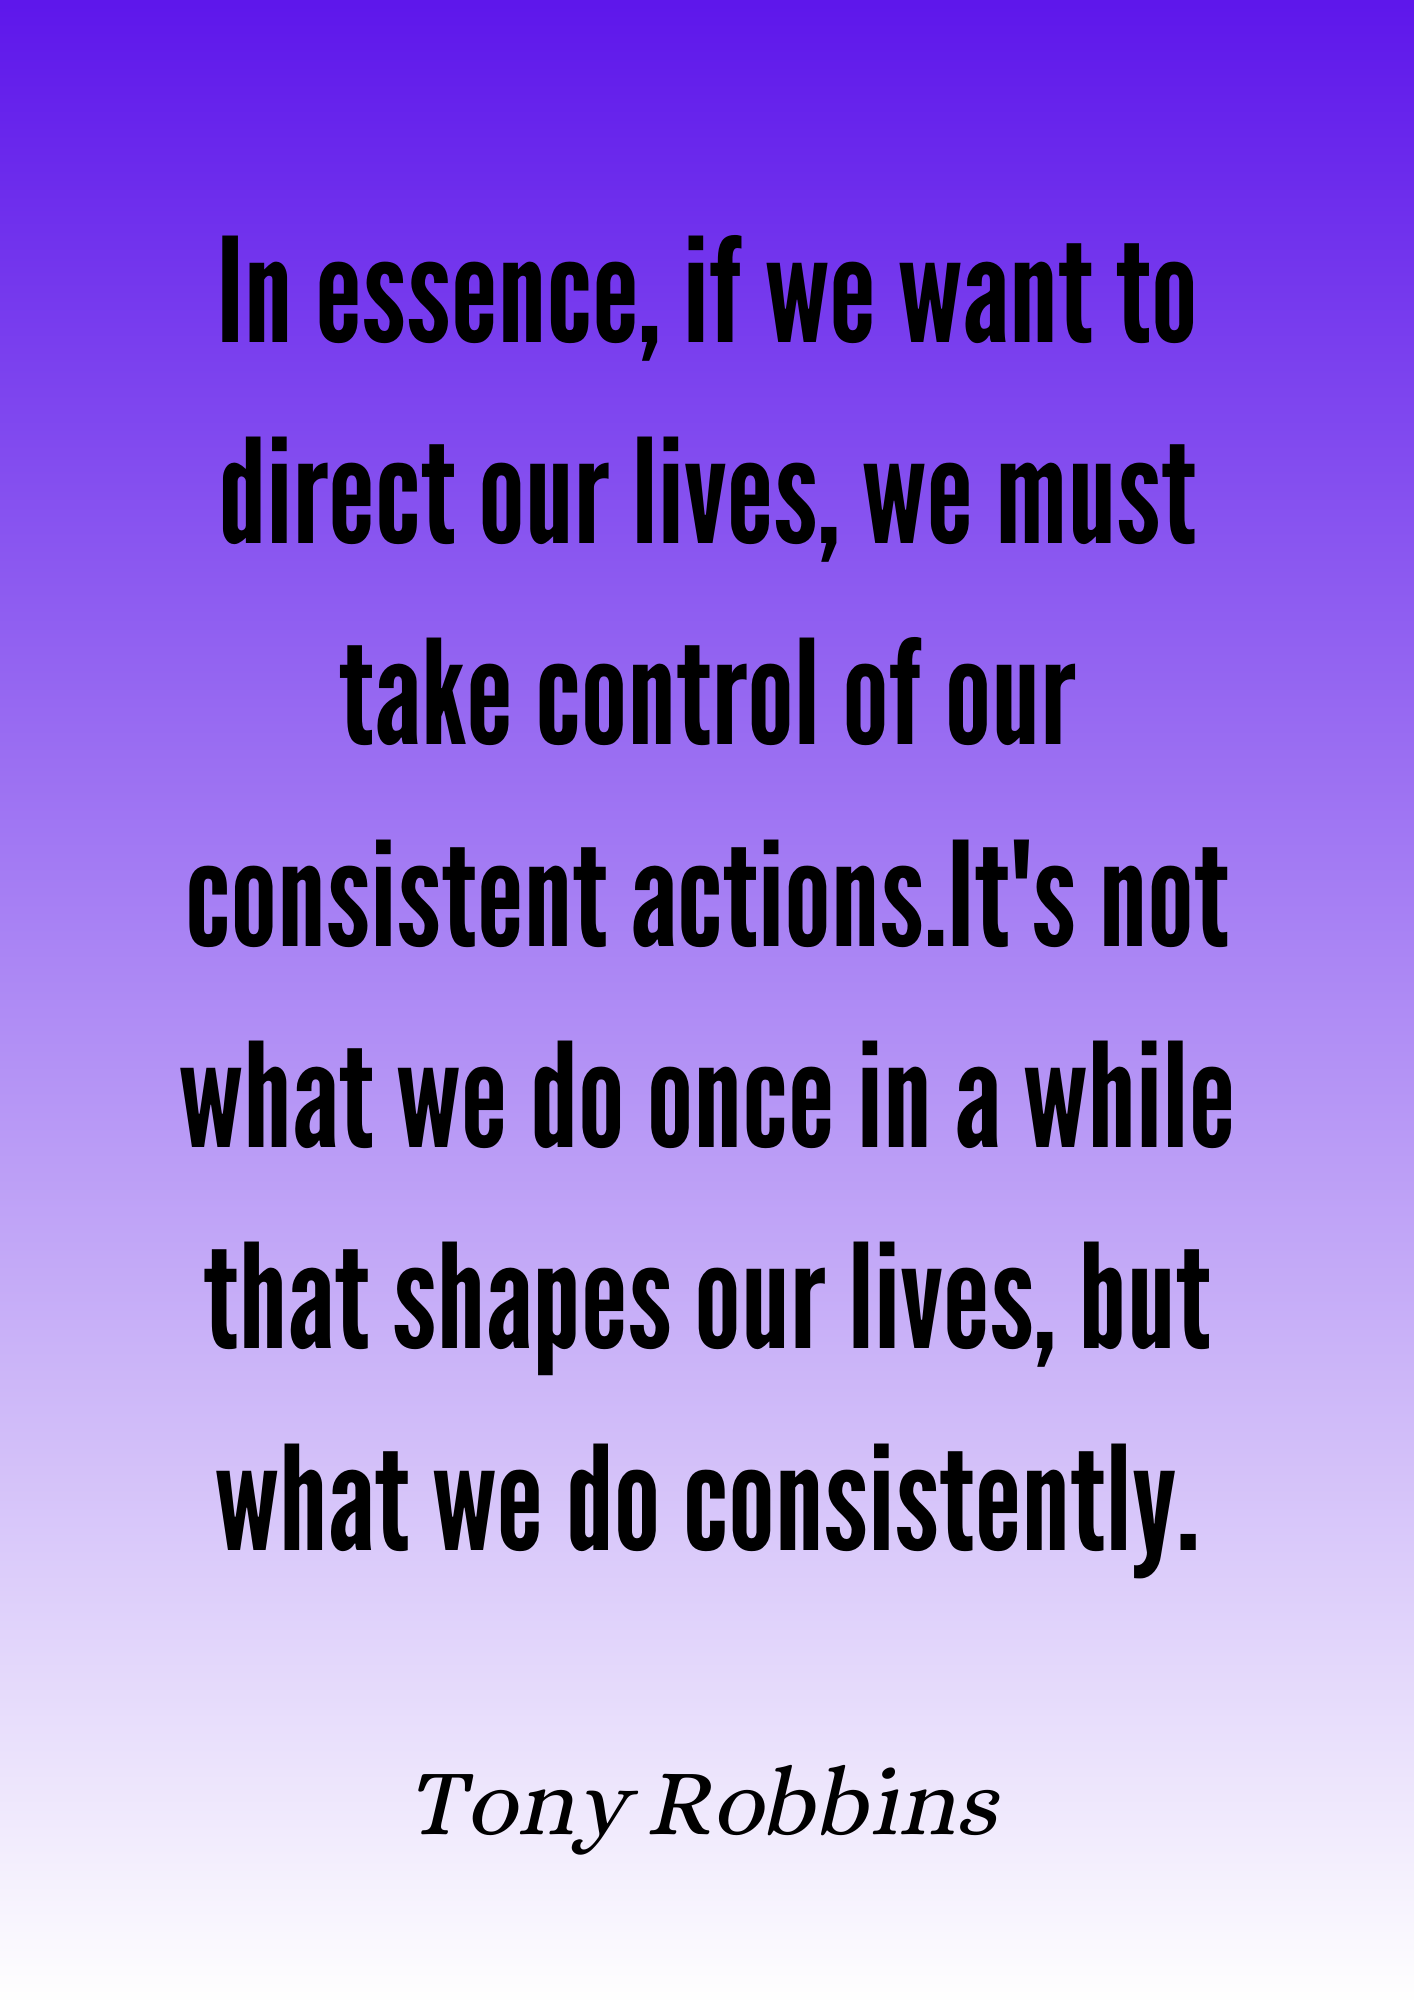 In essence, if we want to
direct our lives, we must
take control of our
consistent actions.It's not
what we do once in a while
that shapes our lives, but
what we do consistently.
Tony Robbins